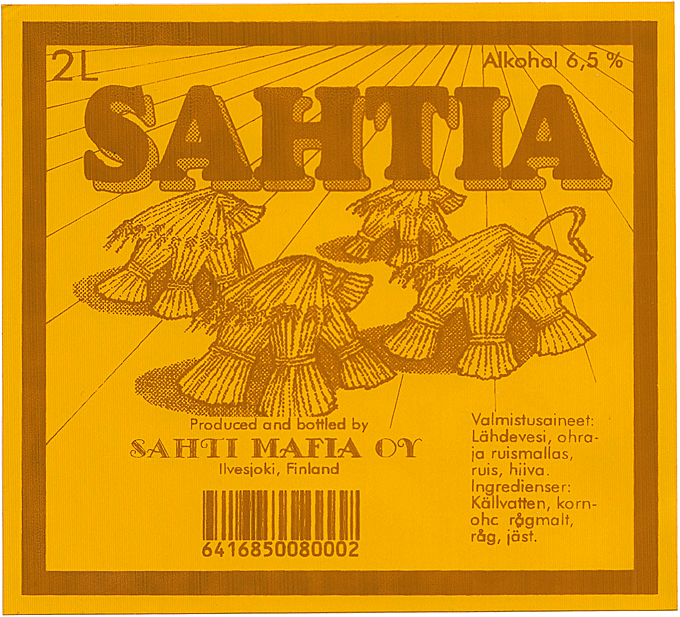 2L
Alkohol 6,5 %
SAHTIA
Produced and bottled by
SAHTI MAFIA OY
Ilvesjoki, Finland
6416850080002
Valmistusaineet:
Lähdevesi, ohra-
ja ruismallas,
ruis, hiiva.
Ingredienser:
Källvatten, korn-
ohc rågmalt,
råg, jäst.